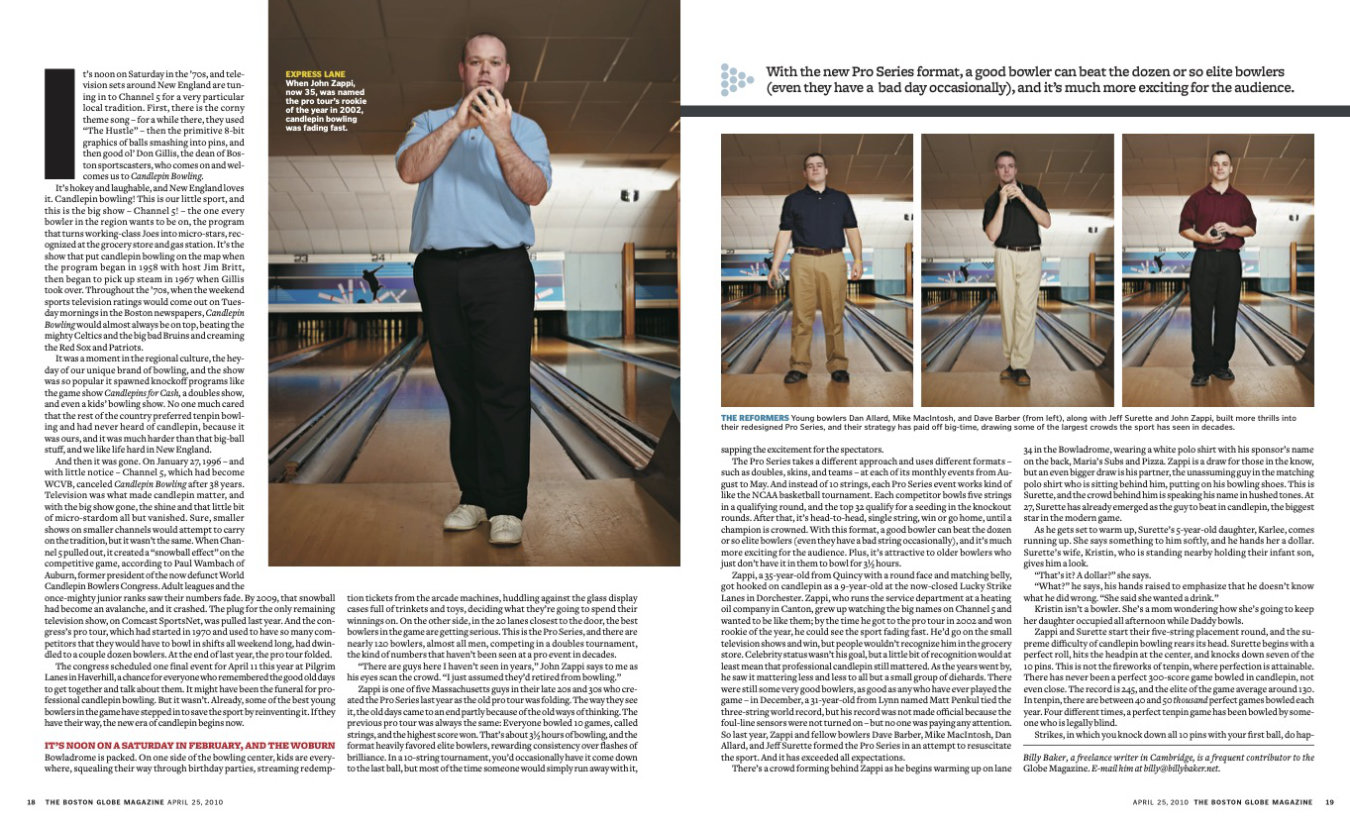 t's noon on Saturday in the '70s, and tele-
vision sets around New England are tun-
ing in to Channel 5 for a very particular
local tradition. First, there is the corny
theme song – for a while there, they used
"The Hustle" – then the primitive 8-bit
graphics of balls smashing into pins, and
then good ol' Don Gillis, the dean of Bos-
ton sportscasters, who comes on and wel-
comes us to Candlepin Bowling.
It's hokey and laughable, and New England loves
it. Candlepin bowling! This is our little sport, and
this is the big show – Channel 5! – the one every
bowler in the region wants to be on, the program
that turns working-class Joes into micro-stars, rec-
ognized at the grocery store and gas station. It's the
show that put candlepin bowling on the map when
the program began in 1958 with host Jim Britt,
then began to pick up steam in 1967 when Gillis
took over. Throughout the '70s, when the weekend
sports television ratings would come out on Tues-
day mornings in the Boston newspapers, Candlepin
Bowling would almost always be on top, beating the
mighty Celtics and the big bad Bruins and creaming
the Red Sox and Patriots.
It was a moment in the regional culture, the hey-
day of our unique brand of bowling, and the show
was so popular it spawned knockoff programs like
the game show Candlepins for Cash, a doubles show,
and even a kids' bowling show. No one much cared
that the rest of the country preferred tenpin bowl-
ing and had never heard of candlepin, because it
was ours, and it was much harder than that big-ball
stuff, and we like life hard in New England.
And then it was gone. On January 27, 1996 – and
with little notice – Channel 5, which had become
WCVB, canceled Candlepin Bowling after 38 years.
Television was what made candlepin matter, and
with the big show gone, the shine and that little bit
of micro-stardom all but vanished. Sure, smaller
shows on smaller channels would attempt to carry
on the tradition, but it wasn't the same. When Chan-
nel 5 pulled out, it created a "snowball effect" on the
competitive game, according to Paul Wambach of
Auburn, former president of the now defunct World
Candlepin Bowlers Congress. Adult leagues and the
once-mighty junior ranks saw their numbers fade. By 2009, that snowball
had become an avalanche, and it crashed. The plug for the only remaining
television show, on Comcast SportsNet, was pulled last year. And the con-
gress's pro tour, which had started in 1970 and used to have so many com-
petitors that they would have to bowl in shifts all weekend long, had dwin-
dled to a couple dozen bowlers. At the end of last year, the pro tour folded.
The congress scheduled one final event for April 11 this year at Pilgrim
Lanes in Haverhill, a chance for everyone who remembered the good old days
to get together and talk about them. It might have been the funeral for pro-
fessional candlepin bowling. But it wasn't. Already, some of the best young
bowlers in the game have stepped in to save the sport by reinventing it. If they
have their way, the new era of candlepin begins now.
IT'S NOON ON A SATURDAY IN FEBRUARY, AND THE WOBURN
Bowladrome is packed. On one side of the bowling center, kids are every-
where, squealing their way through birthday parties, streaming redemp-
EXPRESS LANE
When John Zappi,
now 35, was named
the pro tour's rookie
of the year in 2002,
candlepin bowling
was fading fast.
23
24
tion tickets from the arcade machines, huddling against the glass display
cases full of trinkets and toys, deciding what they're going to spend their
winnings on. On the other side, in the 20 lanes closest to the door, the best
bowlers in the game are getting serious. This is the Pro Series, and there are
nearly 120 bowlers, almost all men, competing in a doubles tournament,
the kind of numbers that haven't been seen at a pro event in decades.
"There are guys here I haven't seen in years," John Zappi says to me as
his eyes scan the crowd. "I just assumed they'd retired from bowling."
Zappi is one of five Massachusetts guys in their late 20s and 30s who cre-
ated the Pro Series last year as the old pro tour was folding. The way they see
it, the old days came to an end partly because of the old ways of thinking. The
previous pro tour was always the same: Everyone bowled 10 games, called
strings, and the highest score won. That's about 3½ hours of bowling, and the
format heavily favored elite bowlers, rewarding consistency over flashes of
brilliance. In a 10-string tournament, you'd occasionally have it come down
to the last ball, but most of the time someone would simply run away with it,
18 THE BOSTON GLOBE MAGAZINE APRIL 25, 2010
With the new Pro Series format, a good bowler can beat the dozen or so elite bowlers
(even they have a bad day occasionally), and it's much more exciting for the audience.
THE REFORMERS Young bowlers Dan Allard, Mike MacIntosh, and Dave Barber (from left), along with Jeff Surette and John Zappi, built more thrills into
their redesigned Pro Series, and their strategy has paid off big-time, drawing some of the largest crowds the sport has seen in decades.
sapping the excitement for the spectators.
The Pro Series takes a different approach and uses different formats –
such as doubles, skins, and teams – at each of its monthly events from Au-
gust to May. And instead of 10 strings, each Pro Series event works kind of
like the NCAA basketball tournament. Each competitor bowls five strings
in a qualifying round, and the top 32 qualify for a seeding in the knockout
rounds. After that, it's head-to-head, single string, win or go home, until a
champion is crowned. With this format, a good bowler can beat the dozen
or so elite bowlers (even they have a bad string occasionally), and it's much
more exciting for the audience. Plus, it's attractive to older bowlers who
just don't have it in them to bowl for 3½ hours.
Zappi, a 35-year-old from Quincy with a round face and matching belly,
got hooked on candlepin as a 9-year-old at the now-closed Lucky Strike
Lanes in Dorchester. Zappi, who runs the service department at a heating
oil company in Canton, grew up watching the big names on Channel 5 and
wanted to be like them; by the time he got to the pro tour in 2002 and won
rookie of the year, he could see the sport fading fast. He'd go on the small
television shows and win, but people wouldn't recognize him in the grocery
store. Celebrity status wasn't his goal, but a little bit of recognition would at
least mean that professional candlepin still mattered. As the years went by,
he saw it mattering less and less to all but a small group of diehards. There
were still some very good bowlers, as good as any who have ever played the
game – in December, a 31-year-old from Lynn named Matt Penkul tied the
three-string world record, but his record was not made official because the
foul-line sensors were not turned on – but no one was paying any attention.
So last year, Zappi and fellow bowlers Dave Barber, Mike MacIntosh, Dan
Allard, and Jeff Surette formed the Pro Series in an attempt to resuscitate
the sport. And it has exceeded all expectations.
There's a crowd forming behind Zappi as he begins warming up on lane
34 in the Bowladrome, wearing a white polo shirt with his sponsor's name
on the back, Maria's Subs and Pizza. Zappi is a draw for those in the know,
but an even bigger draw is his partner, the unassuming guy in the matching
polo shirt who is sitting behind him, putting on his bowling shoes. This is
Surette, and the crowd behind him is speaking his name in hushed tones. At
27, Surette has already emerged as the guy to beat in candlepin, the biggest
star in the modern game.
As he gets set to warm up, Surette's 5-year-old daughter, Karlee, comes
running up. She says something to him softly, and he hands her a dollar.
Surette's wife, Kristin, who is standing nearby holding their infant son,
gives him a look.
"That's it? A dollar?" she says.
"What?" he says, his hands raised to emphasize that he doesn't know
what he did wrong. "She said she wanted a drink."
Kristin isn't a bowler. She's a mom wondering how she's going to keep
her daughter occupied all afternoon while Daddy bowls.
Zappi and Surette start their five-string placement round, and the su-
preme difficulty of candlepin bowling rears its head. Surette begins with a
perfect roll, hits the headpin at the center, and knocks down seven of the
10 pins. This is not the fireworks of tenpin, where perfection is attainable.
There has never been a perfect 300-score game bowled in candlepin, not
even close. The record is 245, and the elite of the game average around 130.
In tenpin, there are between 40 and 50 thousand perfect games bowled each
year. Four different times, a perfect tenpin game has been bowled by some-
one who is legally blind.
Strikes, in which you knock down all 10 pins with your first ball, do hap-
Billy Baker, a freelance writer in Cambridge, is a frequent contributor to the
Globe Magazine. E-mail him at billy@billybaker.net.
APRIL 25, 2010 THE BOSTON GLOBE MAGAZINE 19